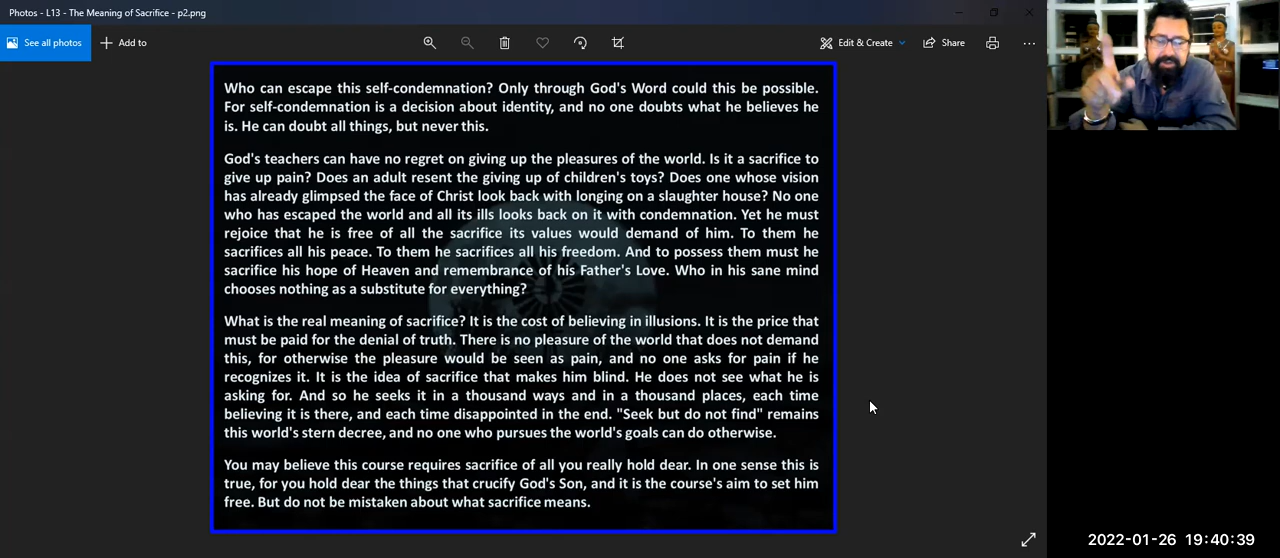 Photos - L13 - The Meaning of Sacrifice - p2.png
See all photos
Add to
Edit & Create
Share
Who can escape this self-condemnation? Only through God's Word could this be possible.
For self-condemnation is a decision about identity, and no one doubts what he believes he
is. He can doubt all things, but never this.
God's teachers can have no regret on giving up the pleasures of the world. Is it a sacrifice to
give up pain? Does an adult resent the giving up of children's toys? Does one whose vision
has already glimpsed the face of Christ look back with longing on a slaughter house? No one
who has escaped the world and all its ills looks back on it with condemnation. Yet he must
rejoice that he is free of all the sacrifice its values would demand of him. To them he
sacrifices all his peace. To them he sacrifices all his freedom. And to possess them must he
sacrifice his hope of Heaven and remembrance of his Father's Love. Who in his sane mind
chooses nothing as a substitute for everything?
What is the real meaning of sacrifice? It is the cost of believing in illusions. It is the price that
must be paid for the denial of truth. There is no pleasure of the world that does not demand
this, for otherwise the pleasure would be seen as pain, and no one asks for pain if he
recognizes it. It is the idea of sacrifice that makes him blind. He does not see what he is
asking for. And so he seeks it in a thousand ways and in a thousand places, each time
believing it is there, and each time disappointed in the end. "Seek but do not find" remains
this world's stern decree, and no one who pursues the world's goals can do otherwise.
You may believe this course requires sacrifice of all you really hold dear. In one sense this is
true, for you hold dear the things that crucify God's Son, and it is the course's aim to set him
free. But do not be mistaken about what sacrifice means.
2022-01-26 19:40:39